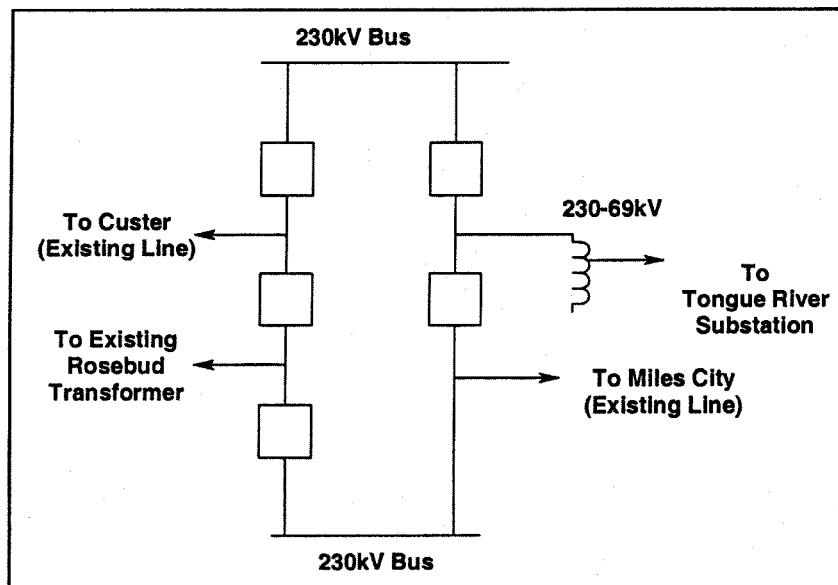 230kV Bus
230-69kV
To Custer
(Existing Line)
To
Tongue River
Substation
To Existing
Rosebud
Transformer
To Miles City
(Existing Line)
230kV Bus